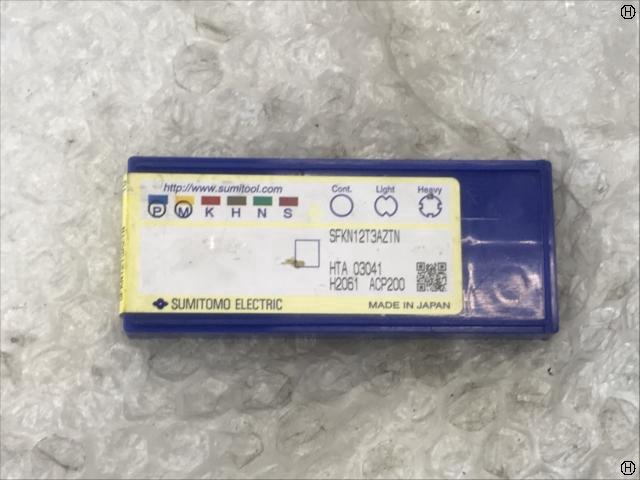 http://www.sumitool.com
Cont. Light Heavy
P M K H N S
SFKN12T3AZTN
HTA 03041
H2061 ACP200
SUMITOMO ELECTRIC
MADE IN JAPAN
H
H